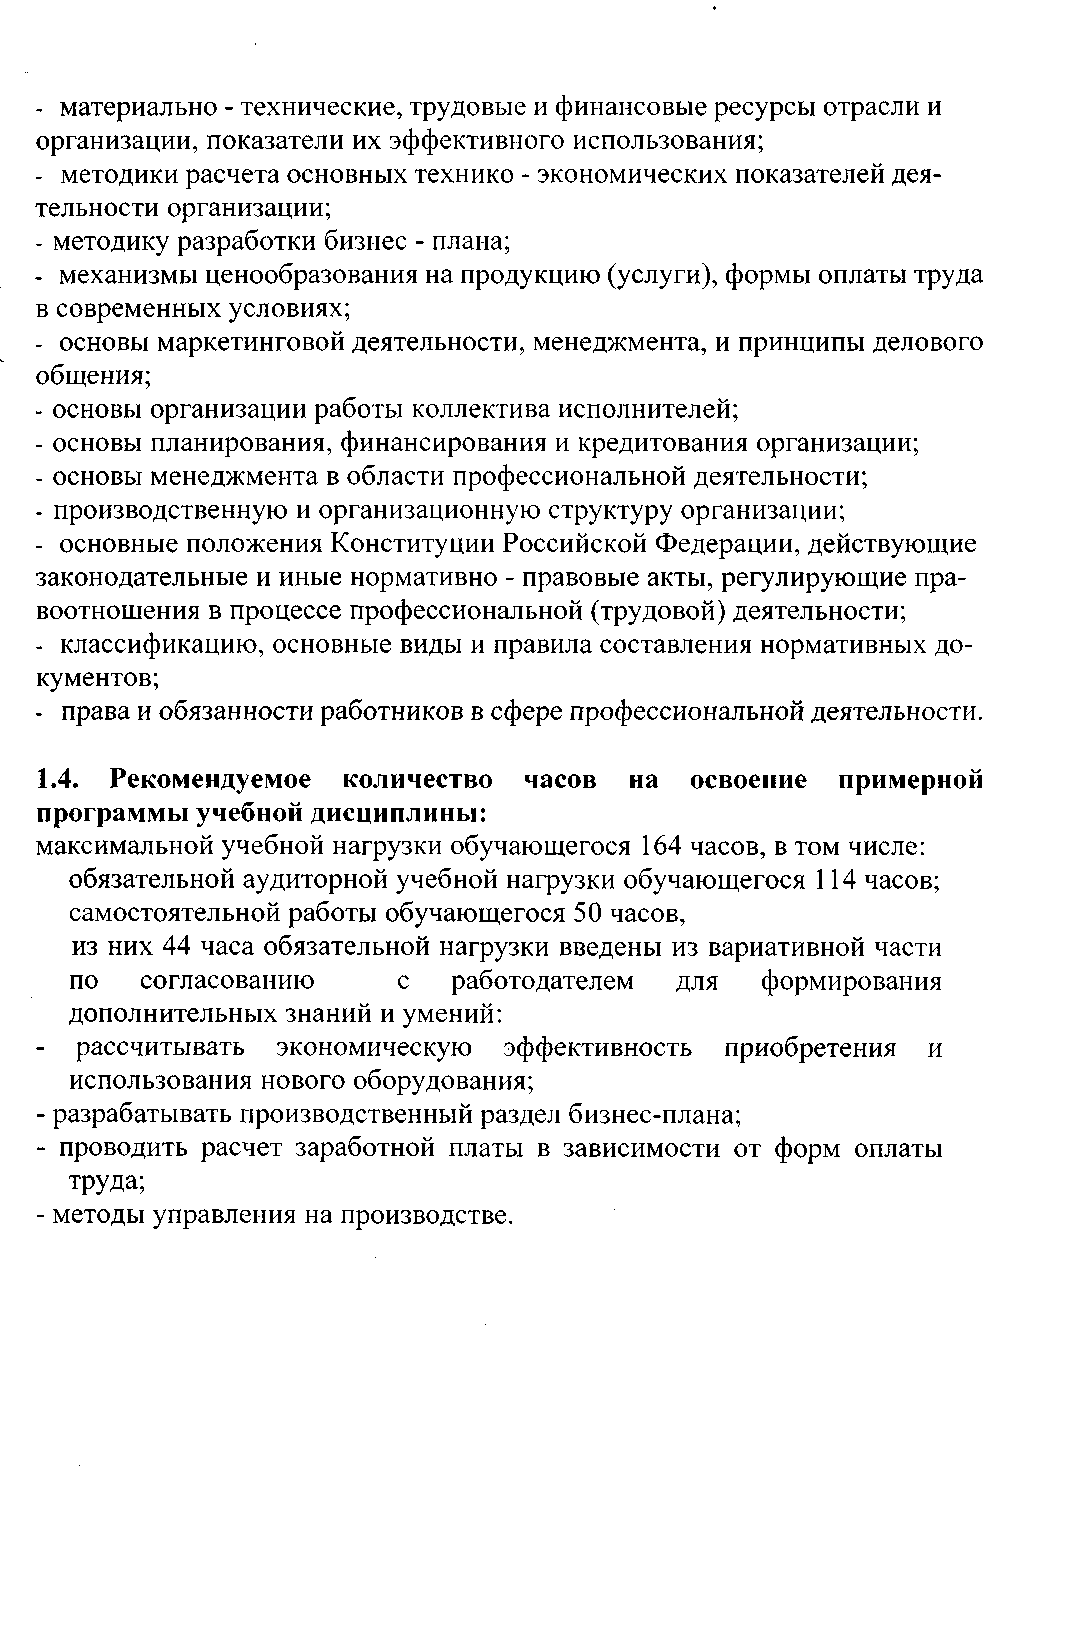 - материально - технические, трудовые и финансовые ресурсы отрасли и
организации, показатели их эффективного использования;
- методики расчета основных технико - экономических показателей дея-
тельности организации;
- методику разработки бизнес - плана;
- механизмы ценообразования на продукцию (услуги), формы оплаты труда
в современных условиях;
- основы маркетинговой деятельности, менеджмента, и принципы делового
общения;
- основы организации работы коллектива исполнителей;
- основы планирования, финансирования и кредитования организации;
- основы менеджмента в области профессиональной деятельности;
- производственную и организационную структуру организации;
- основные положения Конституции Российской Федерации, действующие
законодательные и иные нормативно - правовые акты, регулирующие пра-
воотношения в процессе профессиональной (трудовой) деятельности;
- классификацию, основные виды и правила составления нормативных до-
кументов;
- права и обязанности работников в сфере профессиональной деятельности.
1.4. Рекомендуемое количество часов на освоение примерной
программы учебной дисциплины:
максимальной учебной нагрузки обучающегося 164 часов, в том числе:
обязательной аудиторной учебной нагрузки обучающегося 114 часов;
самостоятельной работы обучающегося 50 часов,
из них 44 часа обязательной нагрузки введены из вариативной части
по согласованию с работодателем для формирования
дополнительных знаний и умений:
- рассчитывать экономическую эффективность приобретения и
использования нового оборудования;
- разрабатывать производственный раздел бизнес-плана;
- проводить расчет заработной платы в зависимости от форм оплаты
труда;
- методы управления на производстве.